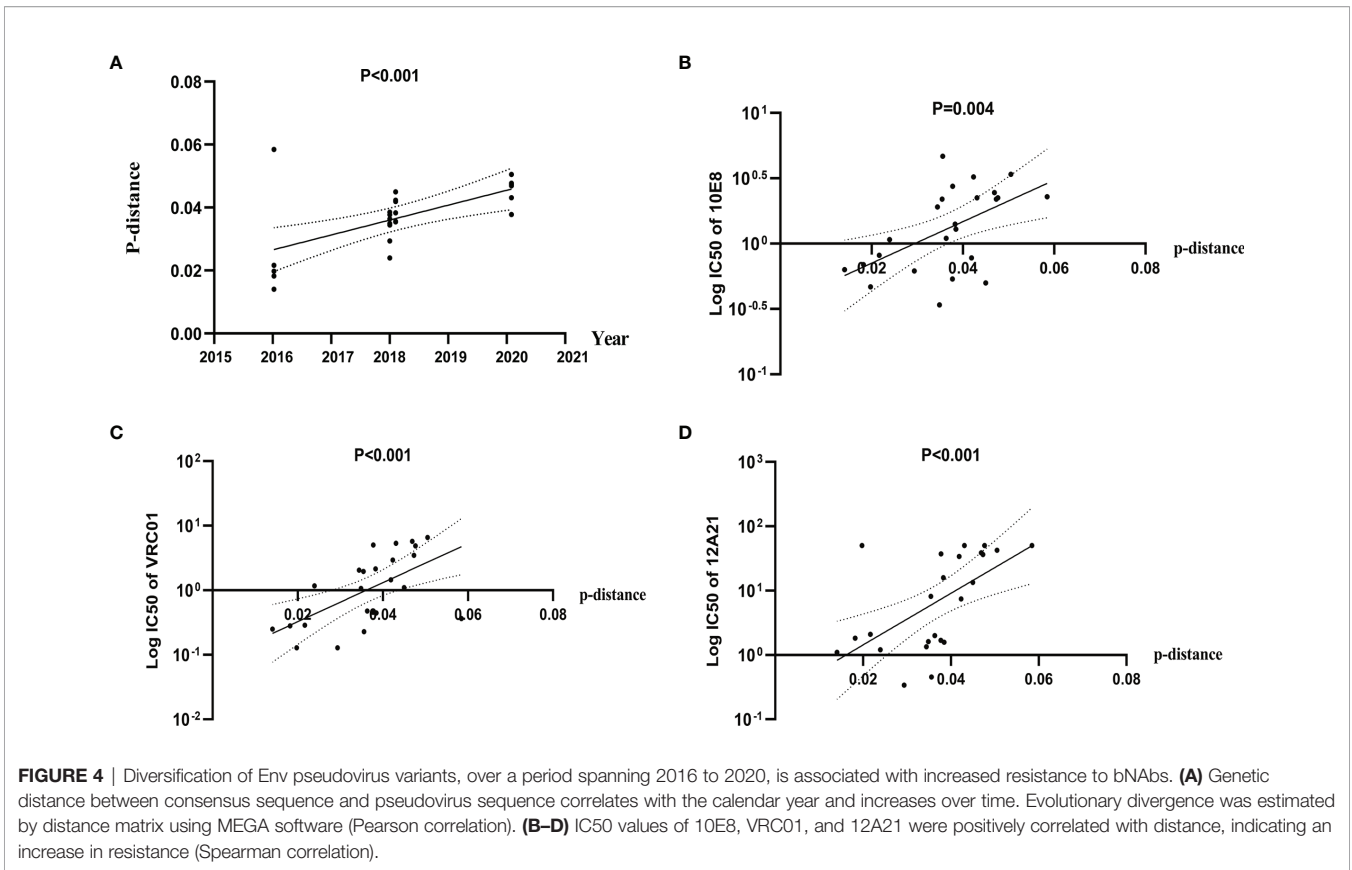 A
P<0.001
0.08
0.06
0.04
0.02
0.00
P-distance
2015 2016 2017 2018 2019 2020 2021
Year
B
P=0.004
10^1
10^0.5
10^0
10^-0.5
10^-1
Log IC50 of 10E8
0.02 0.04 0.06 0.08
p-distance
C
P<0.001
10^2
10^1
10^0
10^-1
10^-2
Log IC50 of VRC01
0.02 0.04 0.06 0.08
p-distance
D
P<0.001
10^3
10^2
10^1
10^0
10^-1
Log IC50 of 12A21
0.02 0.04 0.06 0.08
p-distance
FIGURE 4 | Diversification of Env pseudovirus variants, over a period spanning 2016 to 2020, is associated with increased resistance to bNAbs. (A) Genetic
distance between consensus sequence and pseudovirus sequence correlates with the calendar year and increases over time. Evolutionary divergence was estimated
by distance matrix using MEGA software (Pearson correlation). (B–D) IC50 values of 10E8, VRC01, and 12A21 were positively correlated with distance, indicating an
increase in resistance (Spearman correlation).